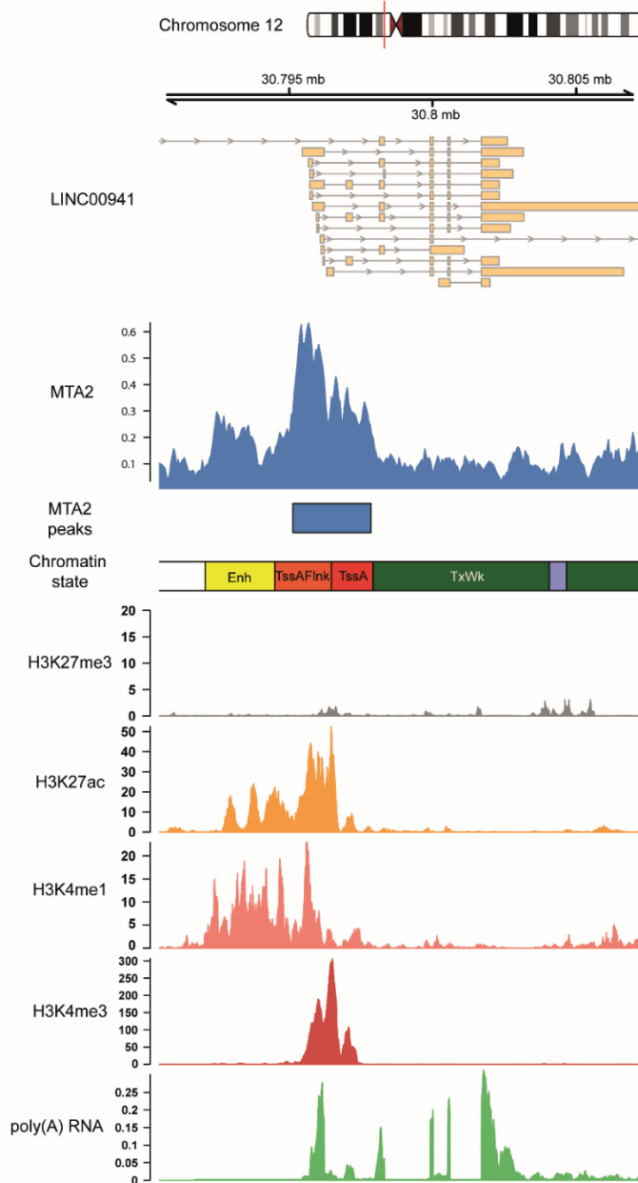 Chromosome 12
30.795 mb
30.805 mb
30.8 mb
LINC00941
0.6
0.5
0.4
0.3
0.2
0.1
MTA2
MTA2
peaks
Chromatin
state
Enh
TssAFlnk
TssA
TxWk
20
15
10
5
0
H3K27me3
50
40
30
20
10
0
H3K27ac
20
15
10
5
0
H3K4me1
300
250
200
150
100
50
0
H3K4me3
0.25
0.2
0.15
0.1
0.05
0
poly(A) RNA